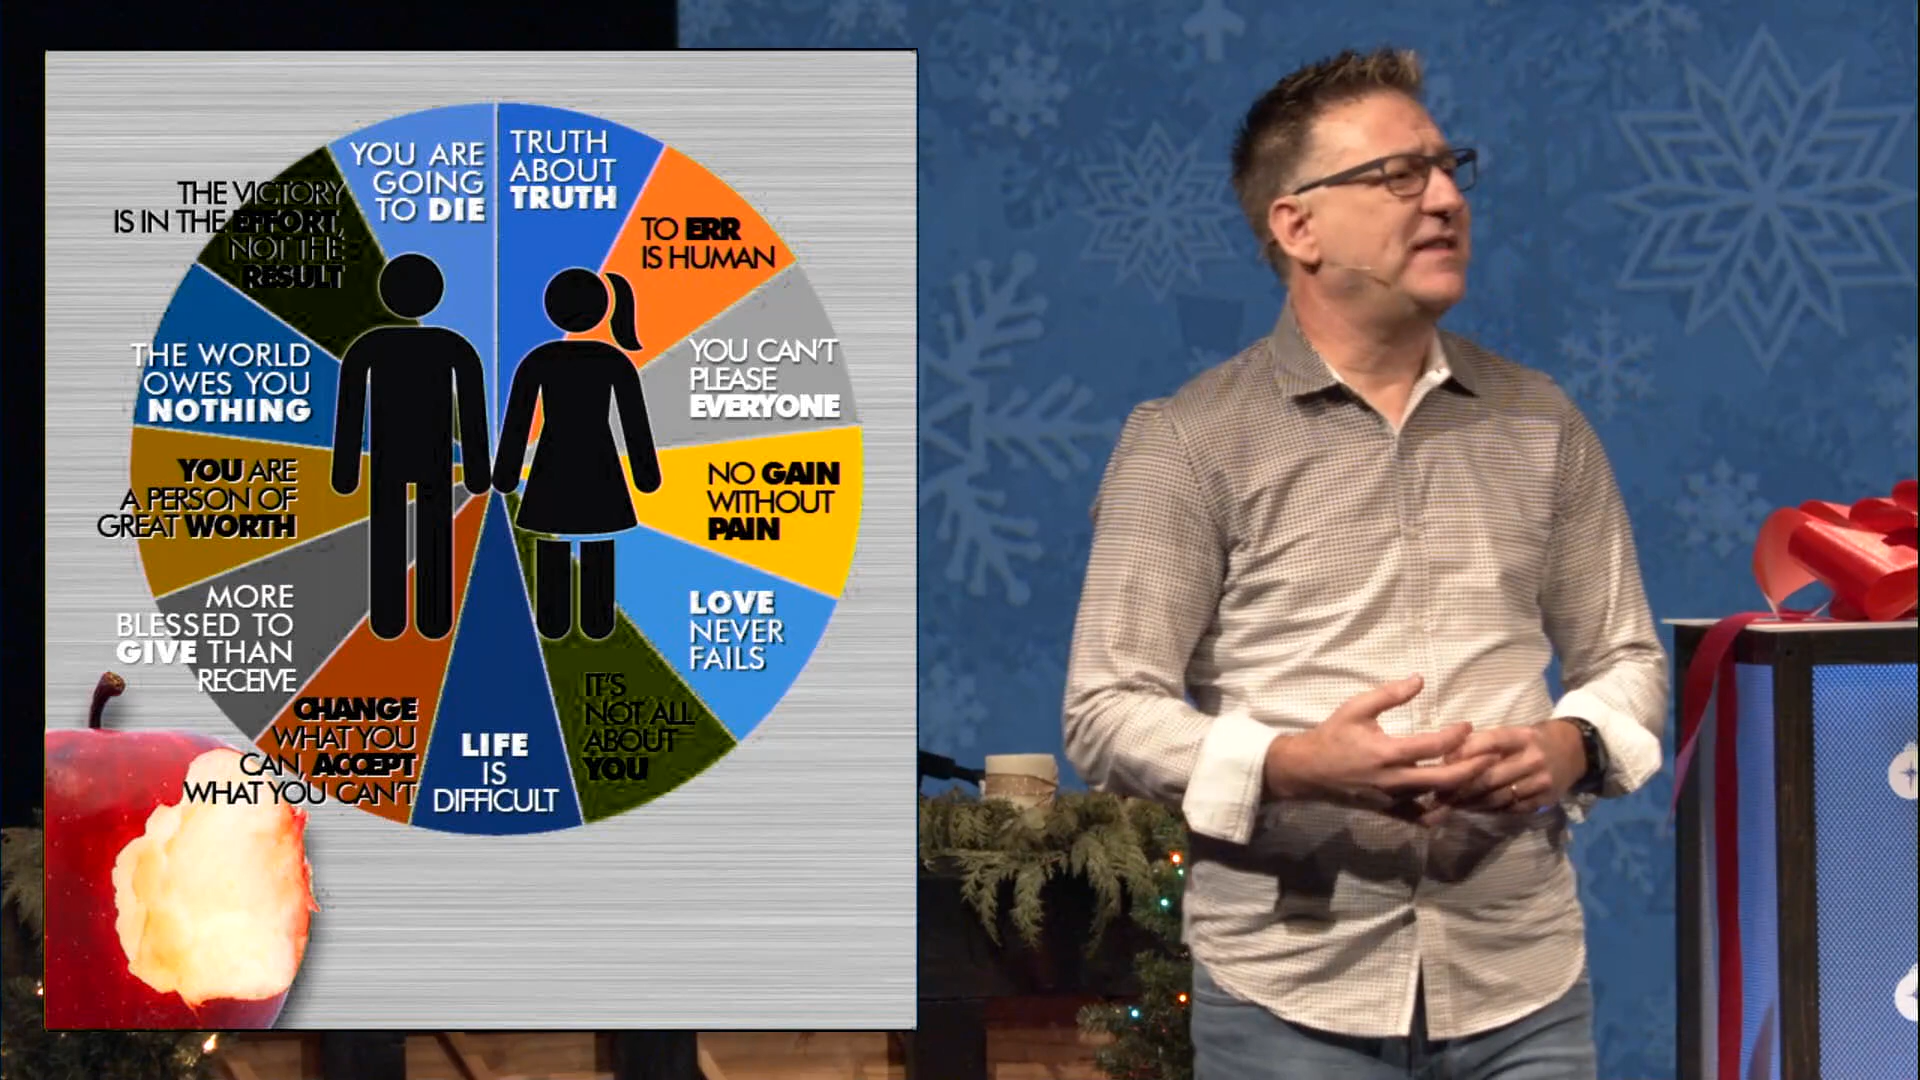 TRUTH
ABOUT
TRUTH
TO ERR
IS HUMAN
YOU CAN'T
PLEASE
EVERYONE
NO GAIN
WITHOUT
PAIN
LOVE
NEVER
FAILS
IT'S
NOT ALL
ABOUT
YOU
LIFE
IS
DIFFICULT
CHANGE
WHAT YOU
CAN, ACCEPT
WHAT YOU CAN'T
MORE
BLESSED TO
GIVE THAN
RECEIVE
YOU ARE
A PERSON OF
GREAT WORTH
THE WORLD
OWES YOU
NOTHING
THE VICTORY
IS IN THE EFFORT,
NOT THE
RESULT
YOU ARE
GOING
TO DIE